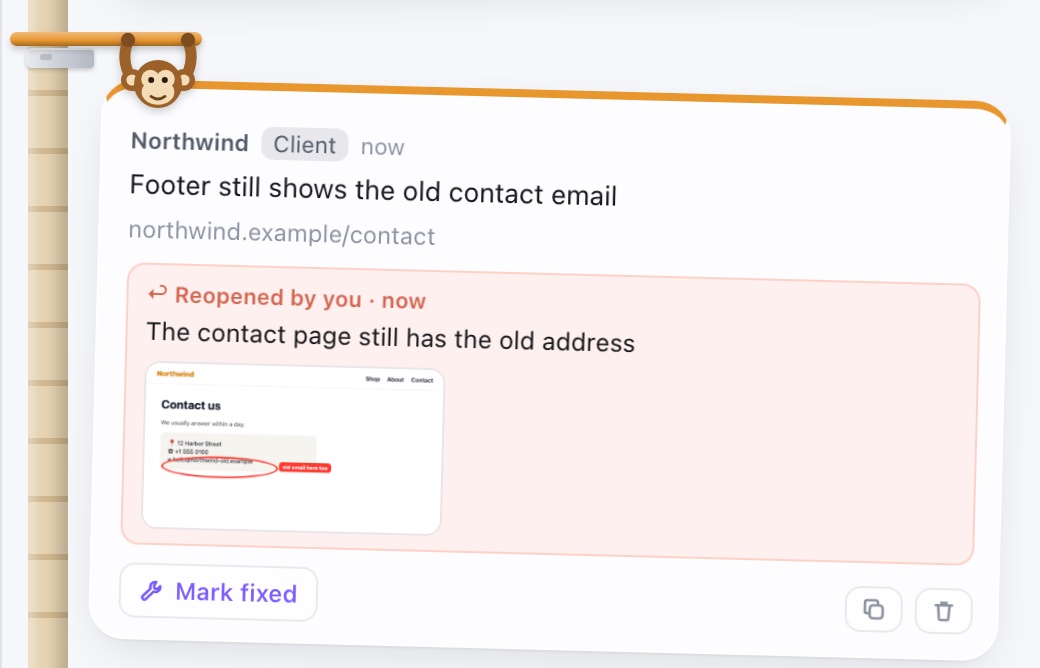 Northwind Client now
Footer still shows the old contact email
northwind.example/contact
Reopened by you · now
The contact page still has the old address
Northwind
Shop About Contact
Contact us
We usually answer within a day.
12 Harbor Street
+1 555 0100
old email here too
Mark fixed